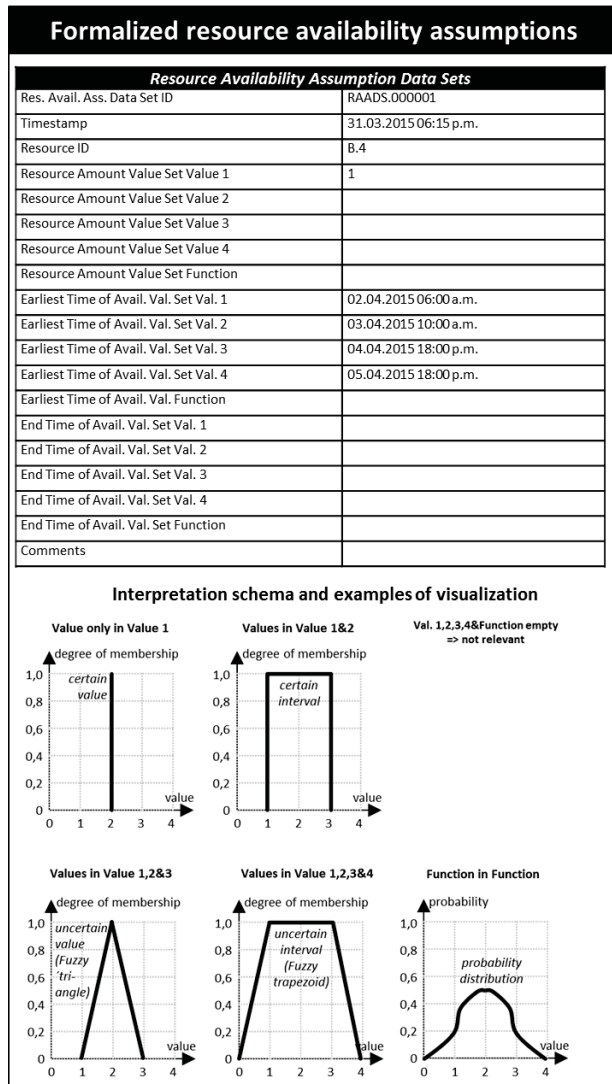 Formalized resource availability assumptions
Resource Availability Assumption Data Sets
Res. Avail. Ass. Data Set ID RAADS.000001
Timestamp 31.03.2015 06:15 p.m.
Resource ID B.4
Resource Amount Value Set Value 1 1
Resource Amount Value Set Value 2
Resource Amount Value Set Value 3
Resource Amount Value Set Value 4
Resource Amount Value Set Function
Earliest Time of Avail. Val. Set Val. 1 02.04.2015 06:00 a.m.
Earliest Time of Avail. Val. Set Val. 2 03.04.2015 10:00 a.m.
Earliest Time of Avail. Val. Set Val. 3 04.04.2015 18:00 p.m.
Earliest Time of Avail. Val. Set Val. 4 05.04.2015 18:00 p.m.
Earliest Time of Avail. Val. Function
End Time of Avail. Val. Set Val. 1
End Time of Avail. Val. Set Val. 2
End Time of Avail. Val. Set Val. 3
End Time of Avail. Val. Set Val. 4
End Time of Avail. Val. Set Function
Comments
Interpretation schema and examples of visualization
Value only in Value 1
degree of membership
1,0
0,8
0,6
0,4
0,2
0
certain
value
value
0 1 2 3 4
Values in Value 1&2
degree of membership
1,0
0,8
0,6
0,4
0,2
0
certain
interval
value
0 1 2 3 4
Val. 1,2,3,4&Function empty
=> not relevant
Values in Value 1,2&3
degree of membership
1,0
0,8
0,6
0,4
0,2
0
uncertain
value
(Fuzzy
´tri-
angle)
value
0 1 2 3 4
Values in Value 1,2,3&4
degree of membership
1,0
0,8
0,6
0,4
0,2
0
uncertain
interval
(Fuzzy
trapezoid)
value
0 1 2 3 4
Function in Function
probability
1,0
0,8
0,6
0,4
0,2
0
probability
distribution
value
0 1 2 3 4